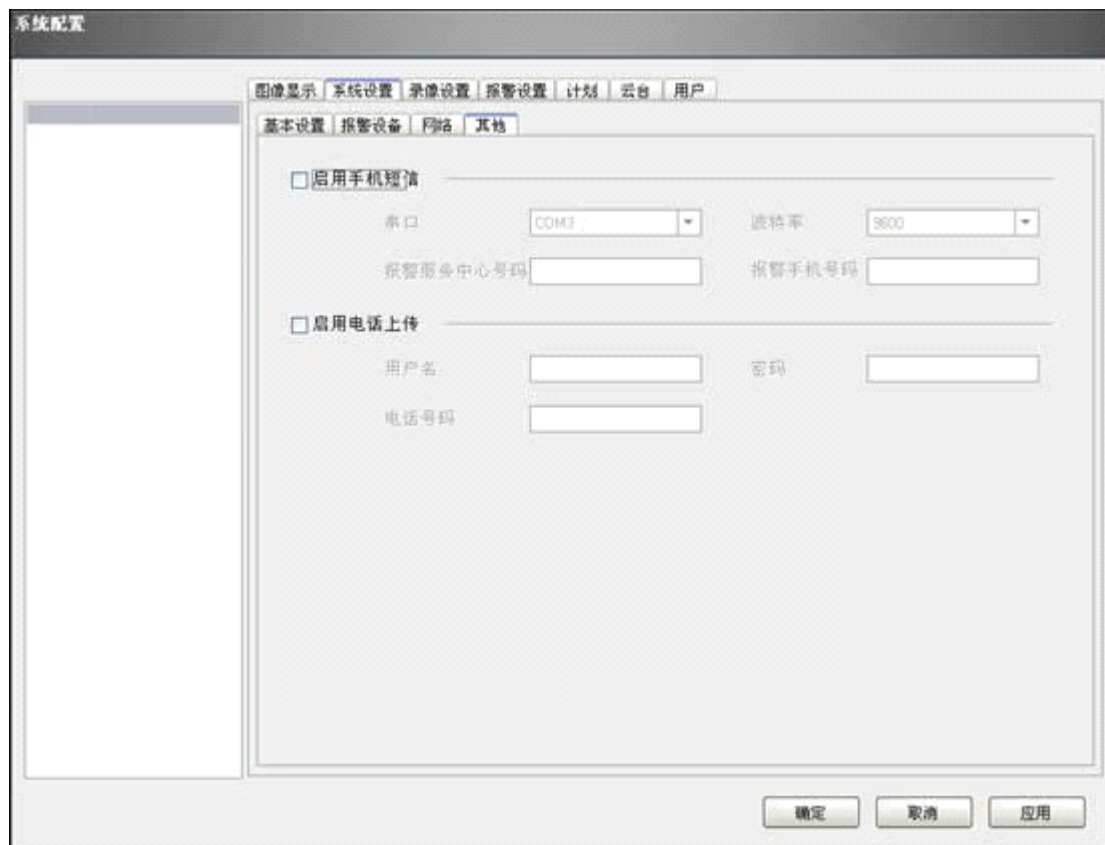 系统配置
图像显示 系统设置 录像设置 报警设置 计划 云台 用户
基本设置 报警设备 网络 其他
启用手机短信
串口 COM3 波特率 9600
报警服务中心号码 报警手机号码
启用电话上传
用户名 密码
电话号码
确定 取消 应用